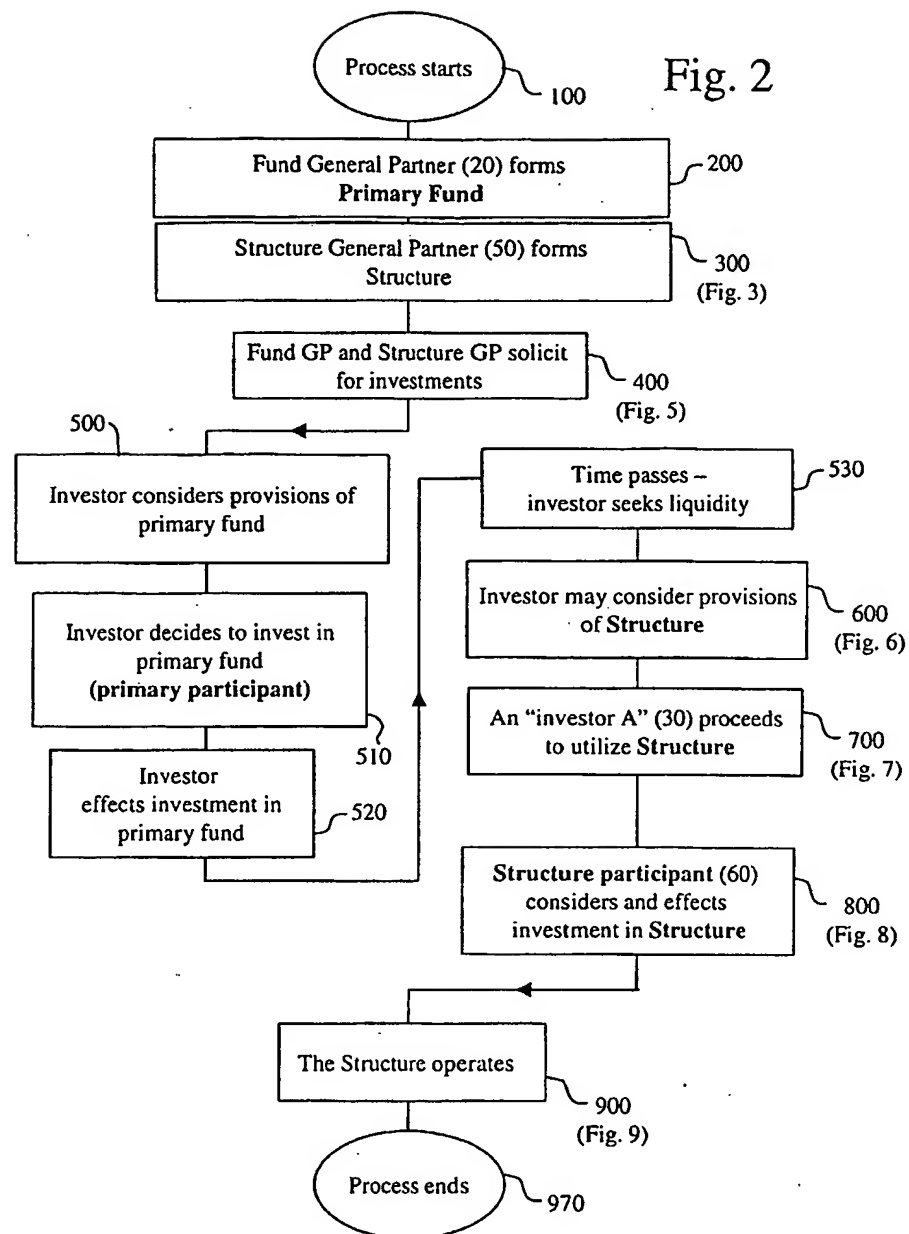 Fig. 2
Process starts
100
Fund General Partner (20) forms
Primary Fund
200
Structure General Partner (50) forms
Structure
300
(Fig. 3)
Fund GP and Structure GP solicit
for investments
400
(Fig. 5)
500
Investor considers provisions of
primary fund
Investor decides to invest in
primary fund
(primary participant)
510
Investor
effects investment in
primary fund
520
Time passes –
investor seeks liquidity
530
Investor may consider provisions
of Structure
600
(Fig. 6)
An “investor A” (30) proceeds
to utilize Structure
700
(Fig. 7)
Structure participant (60)
considers and effects
investment in Structure
800
(Fig. 8)
The Structure operates
900
(Fig. 9)
Process ends
970